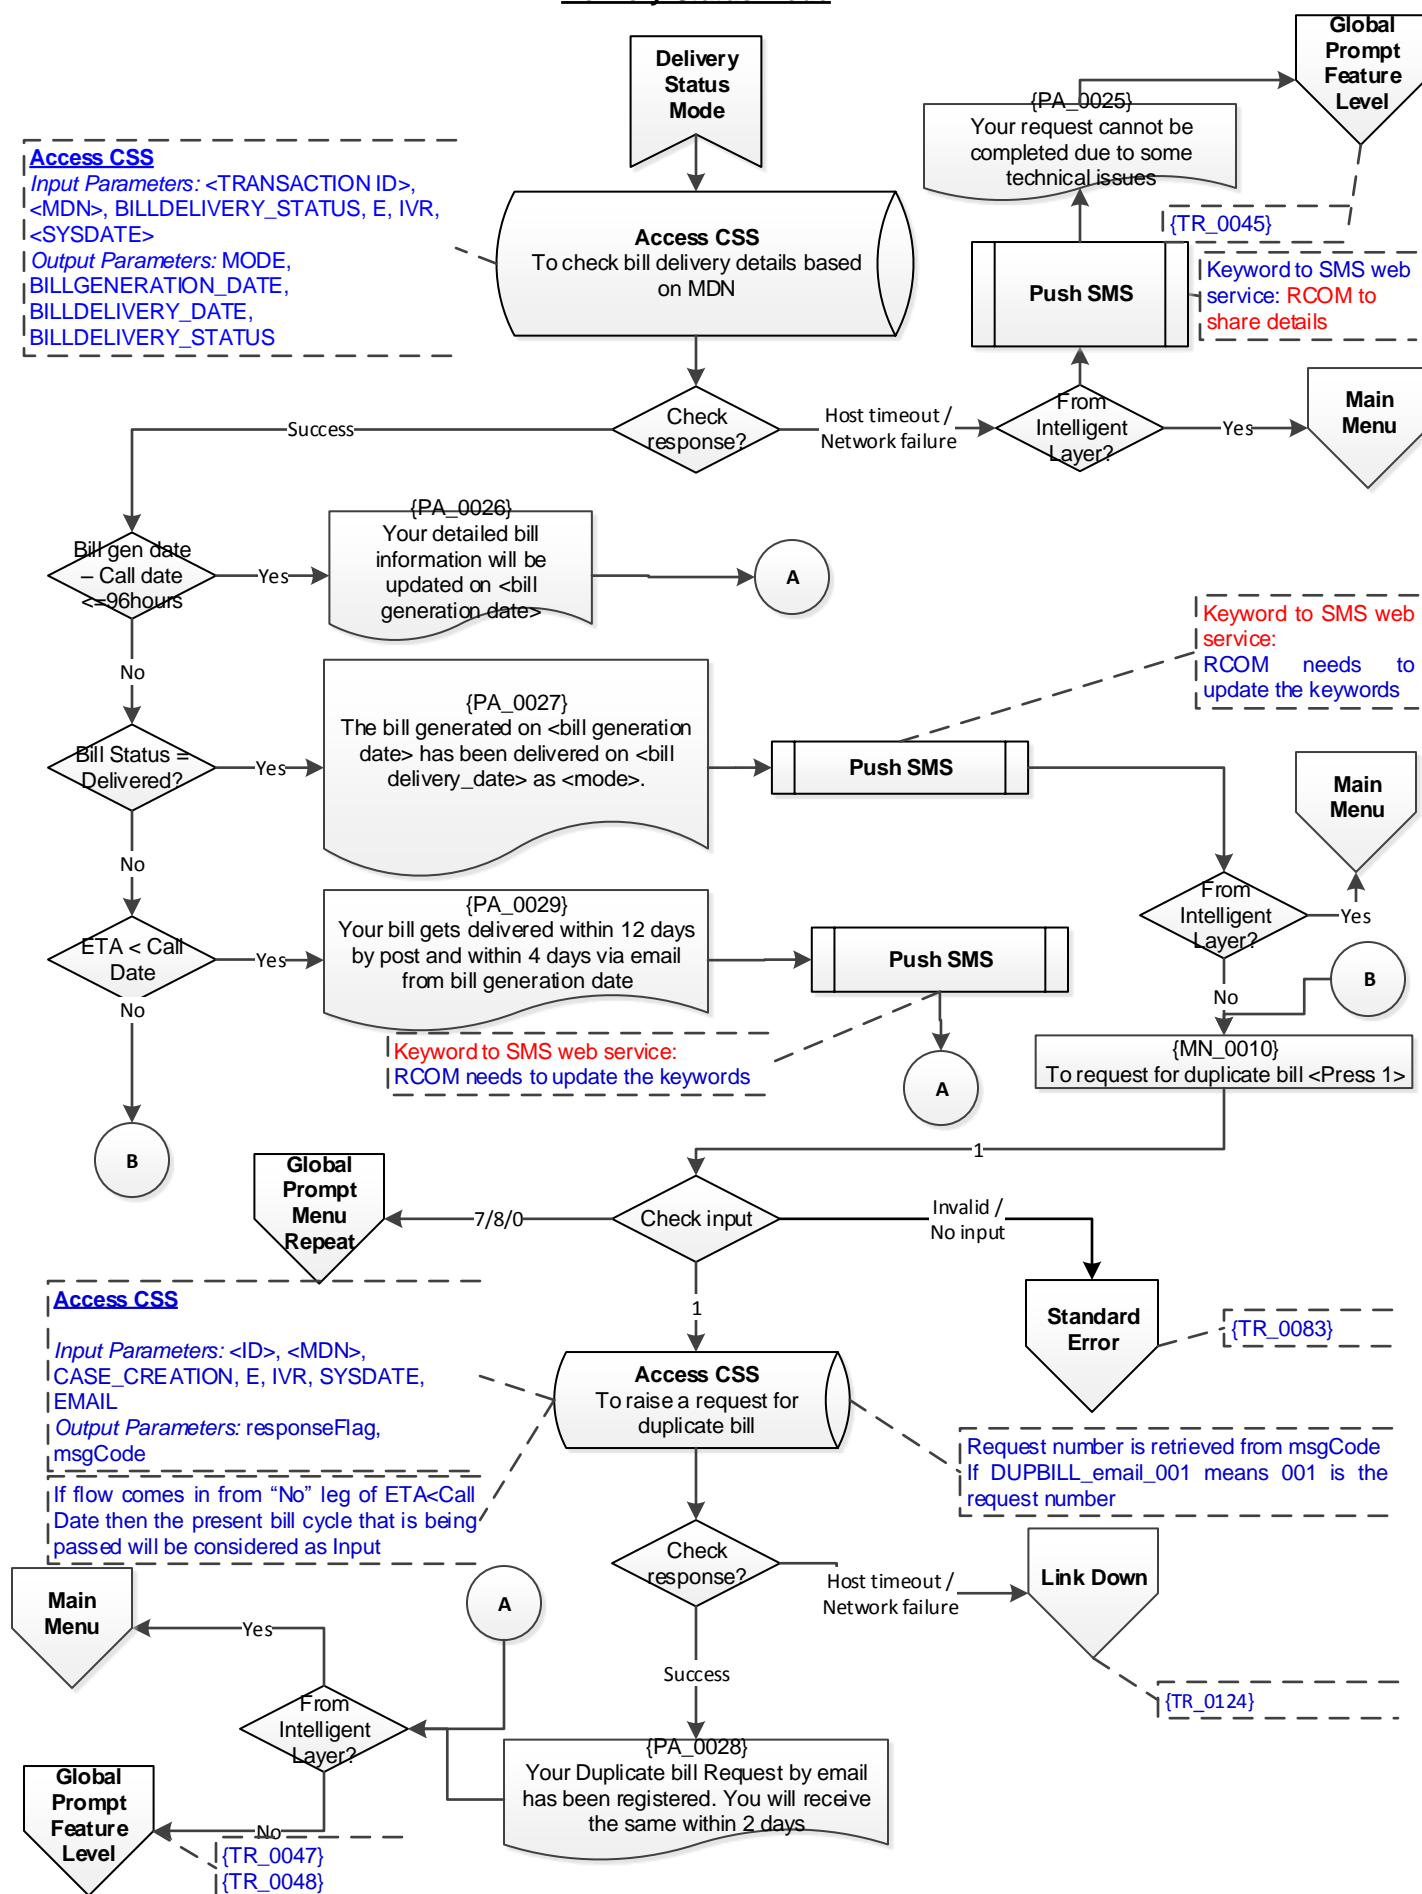 Delivery
Status
Mode
Global
Prompt
Feature
Level
{PA_0025}
Your request cannot be
completed due to some
technical issues
{TR_0045}
Access CSS
Input Parameters: <TRANSACTION ID>,
<MDN>, BILLDELIVERY_STATUS, E, IVR,
<SYSDATE>
Output Parameters: MODE,
BILLGENERATION_DATE,
BILLDELIVERY_DATE,
BILLDELIVERY_STATUS
Access CSS
To check bill delivery details based
on MDN
Push SMS
Keyword to SMS web
service: RCOM to
share details
Check
response?
Success
Host timeout /
Network failure
From
Intelligent
Layer?
Yes
Main
Menu
Bill gen date
– Call date
<=96hours
Yes
{PA_0026}
Your detailed bill
information will be
updated on <bill
generation date>
A
No
Keyword to SMS web
service:
RCOM needs to
update the keywords
Bill Status =
Delivered?
Yes
{PA_0027}
The bill generated on <bill generation
date> has been delivered on <bill
delivery_date> as <mode>.
Push SMS
Main
Menu
No
From
Intelligent
Layer?
Yes
ETA < Call
Date
Yes
{PA_0029}
Your bill gets delivered within 12 days
by post and within 4 days via email
from bill generation date
Push SMS
B
No
No
Keyword to SMS web service:
RCOM needs to update the keywords
A
{MN_0010}
To request for duplicate bill <Press 1>
B
1
Global
Prompt
Menu
Repeat
7/8/0
Check input
Invalid /
No input
1
Standard
Error
{TR_0083}
Access CSS
Input Parameters: <ID>, <MDN>,
CASE_CREATION, E, IVR, SYSDATE,
EMAIL
Output Parameters: responseFlag,
msgCode
If flow comes in from “No” leg of ETA<Call
Date then the present bill cycle that is being
passed will be considered as Input
Access CSS
To raise a request for
duplicate bill
Request number is retrieved from msgCode
If DUPBILL_email_001 means 001 is the
request number
Check
response?
Host timeout /
Network failure
Link Down
{TR_0124}
Main
Menu
Yes
A
Success
From
Intelligent
Layer?
{PA_0028}
Your Duplicate bill Request by email
has been registered. You will receive
the same within 2 days
Global
Prompt
Feature
Level
No
{TR_0047}
{TR_0048}